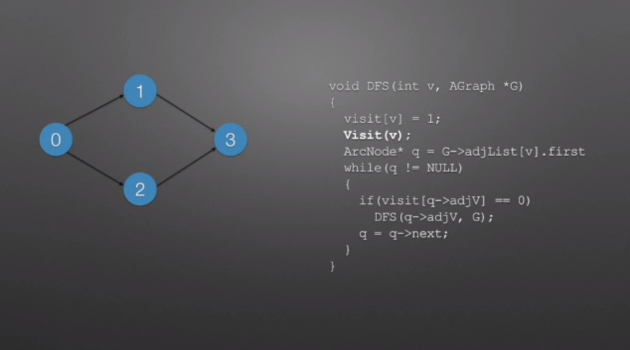 1
0
3
2
void DFS(int v, AGraph *G)
{
visit[v] = 1;
Visit(v);
ArcNode* q = G->adjList[v].first
while(q != NULL)
{
if(visit[q->adjV] == 0)
DFS(q->adjV, G);
q = q->next;
}
}